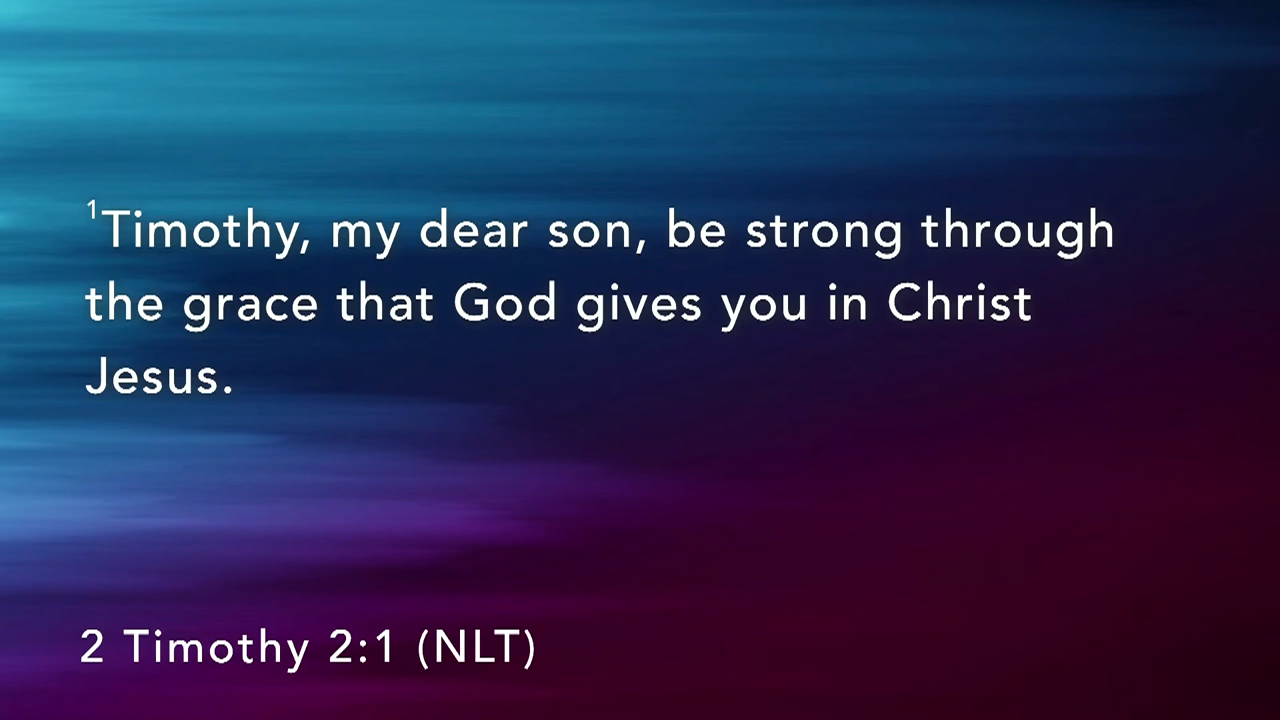 ¹Timothy, my dear son, be strong through
the grace that God gives you in Christ
Jesus.
2 Timothy 2:1 (NLT)